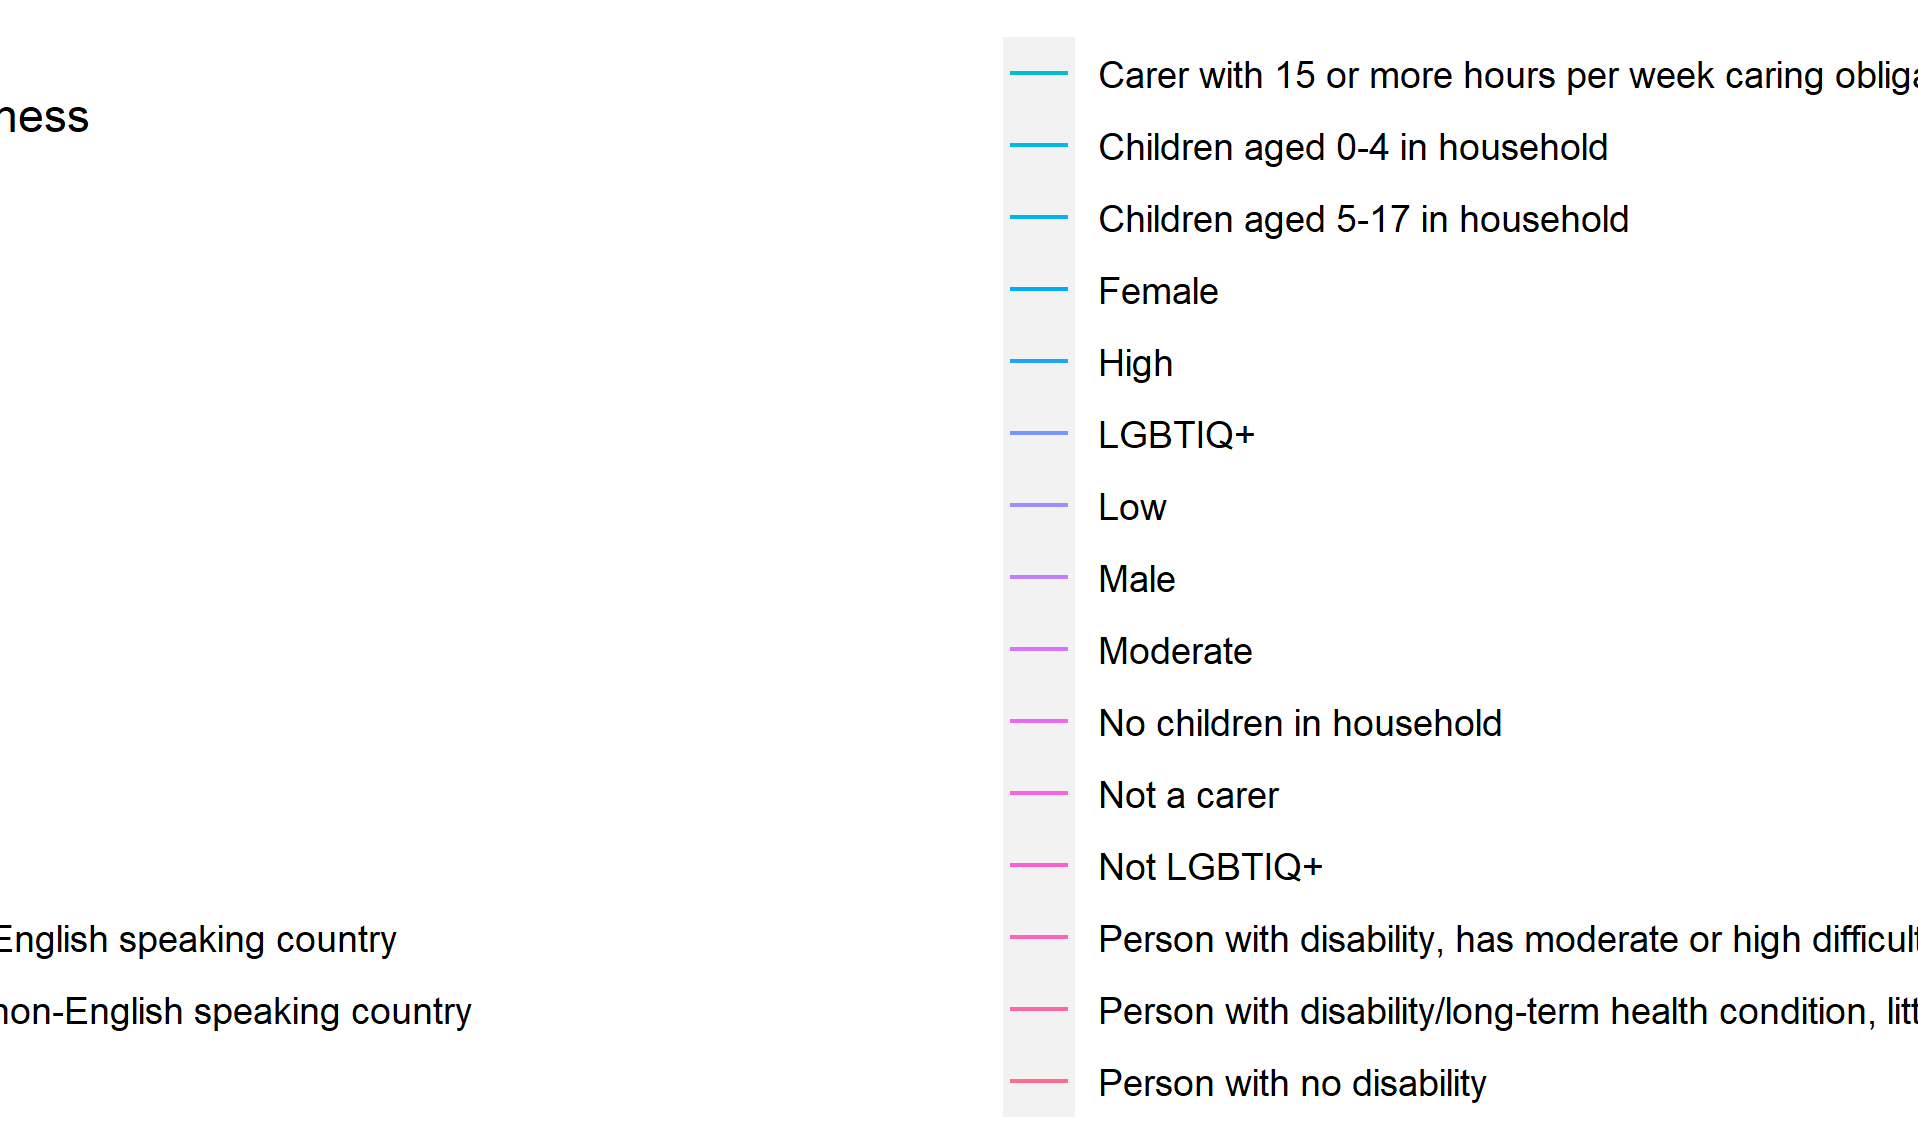 ness
English speaking country
non-English speaking country
Carer with 15 or more hours per week caring
Children aged 0-4 in household
Children aged 5-17 in household
Female
High
LGBTIQ+
Low
Male
Moderate
No children in household
Not a carer
Not LGBTIQ+
Person with disability, has moderate or high
Person with disability/long-term health condition,
Person with no disability